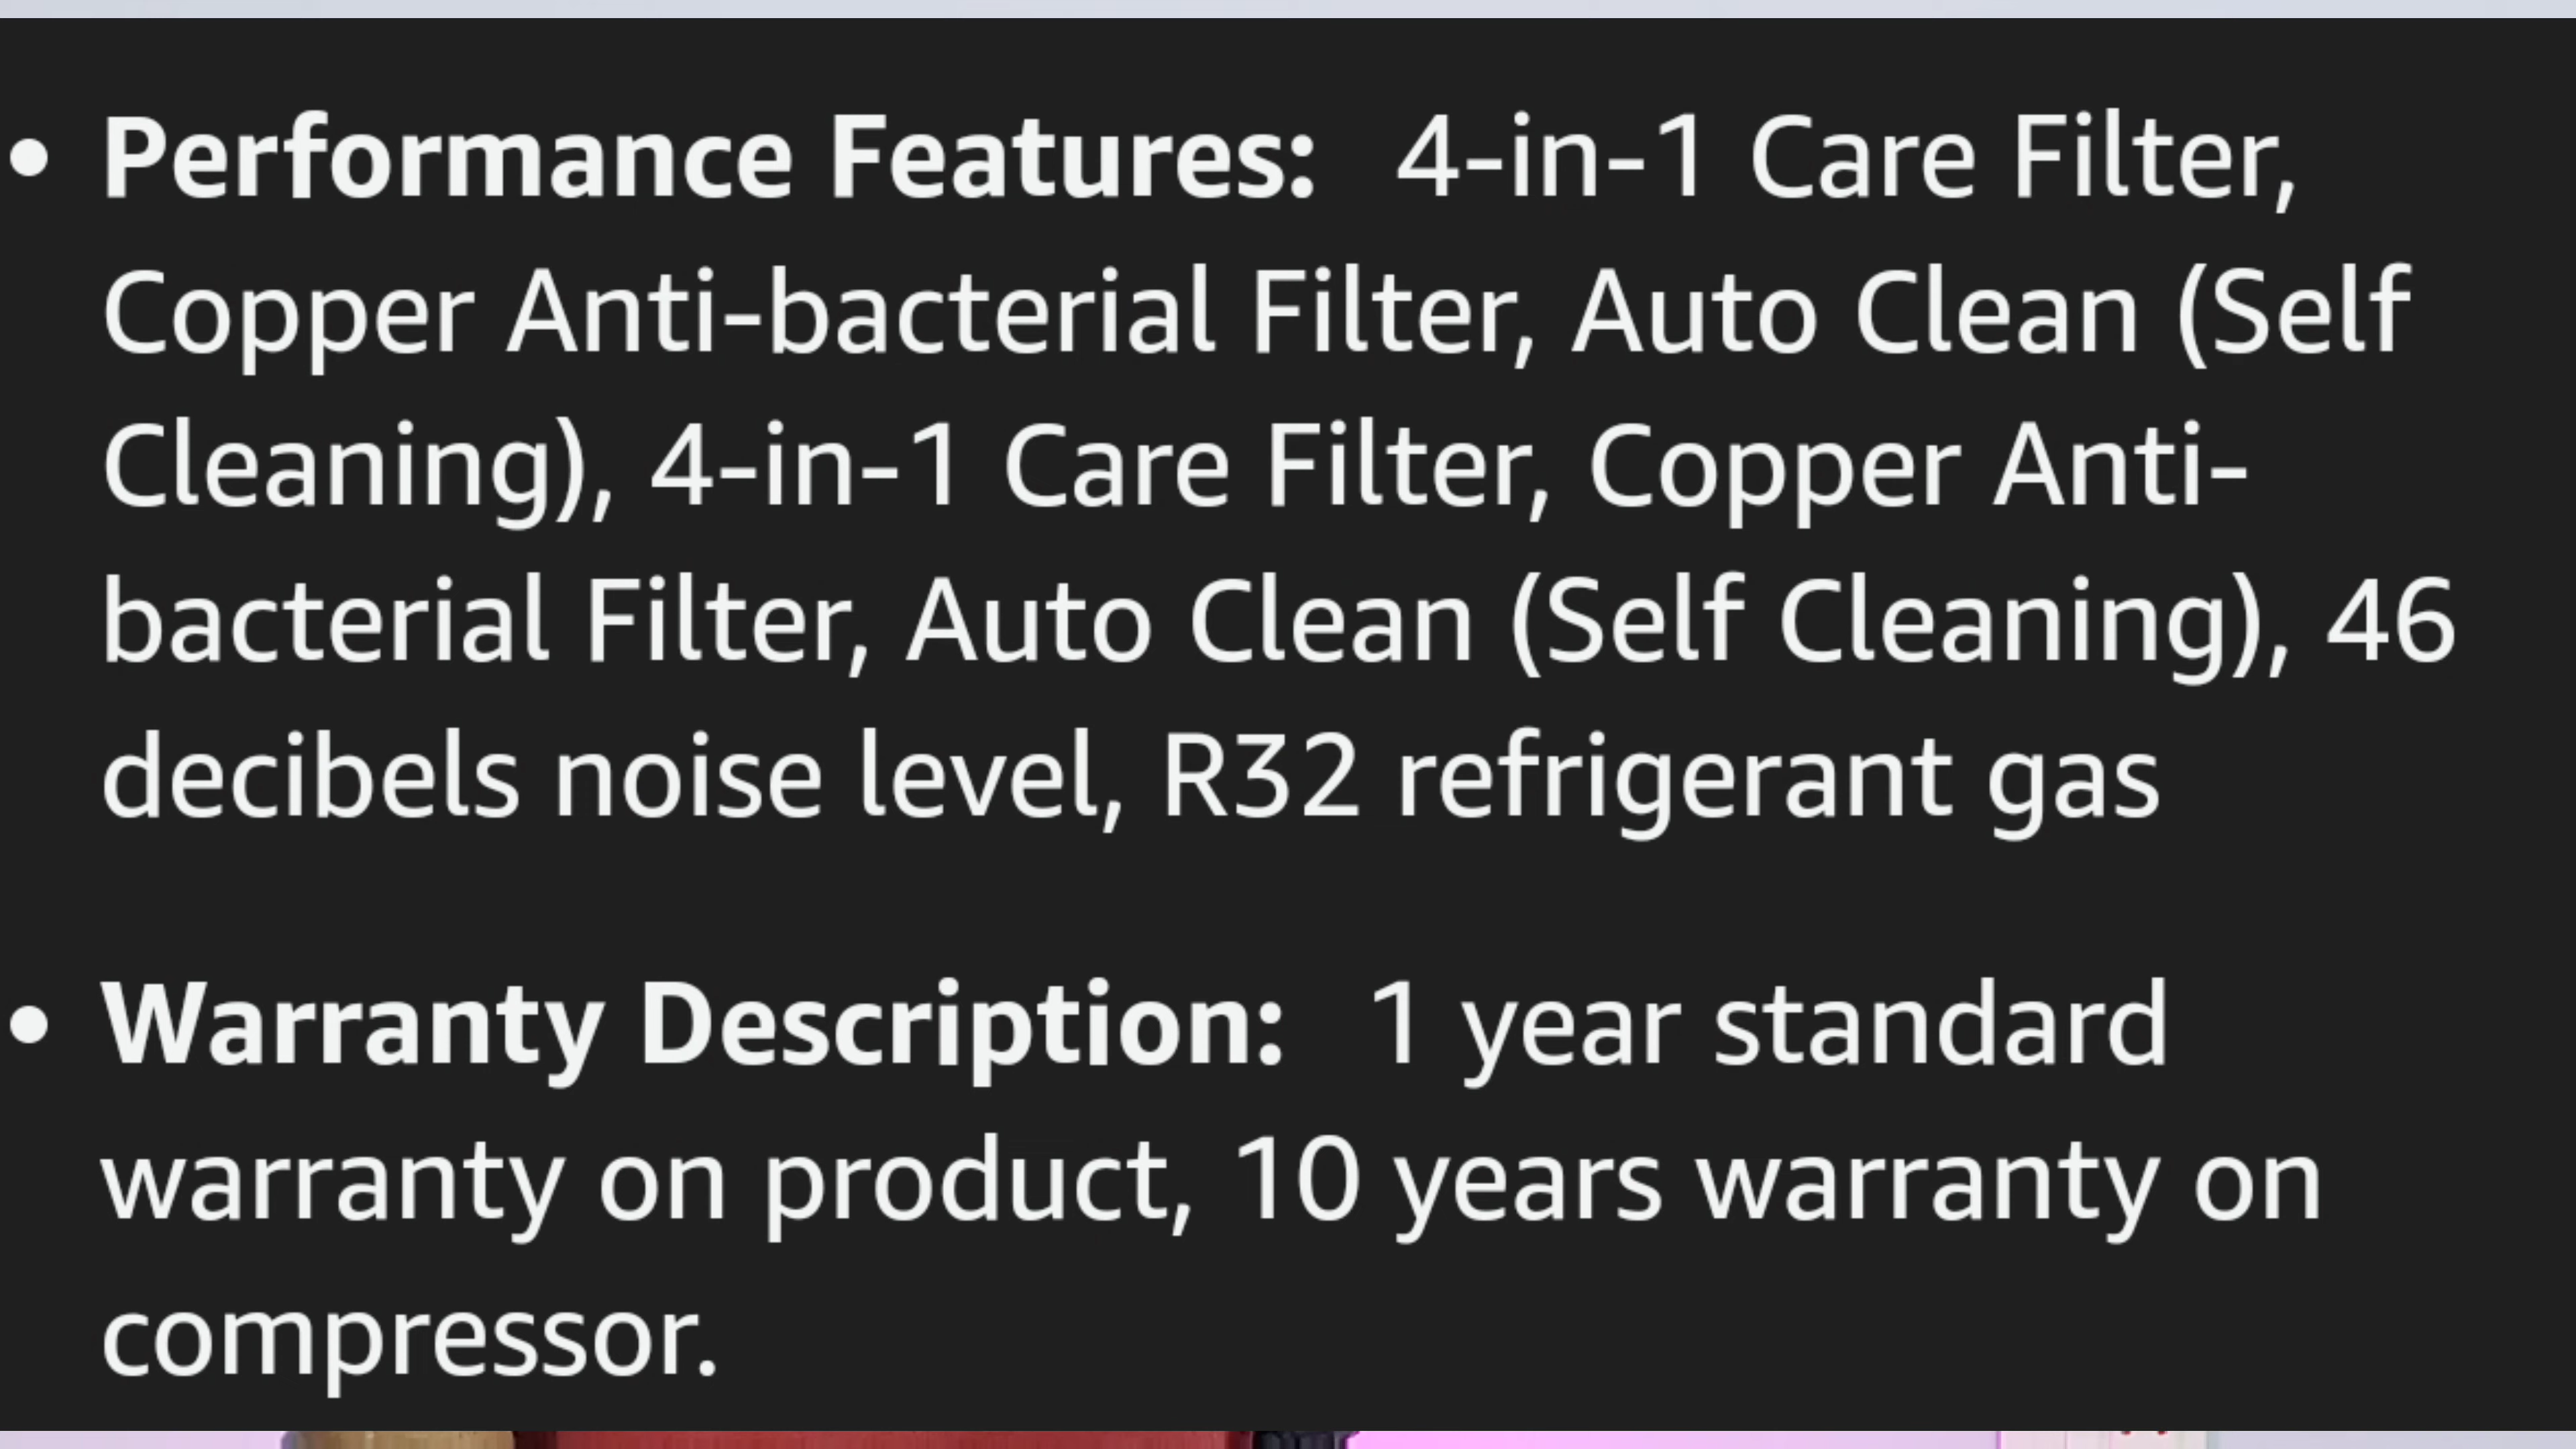 • Performance Features: 4-in-1 Care Filter,
Copper Anti-bacterial Filter, Auto Clean (Self
Cleaning), 4-in-1 Care Filter, Copper Anti-
bacterial Filter, Auto Clean (Self Cleaning), 46
decibels noise level, R32 refrigerant gas
• Warranty Description: 1 year standard
warranty on product, 10 years warranty on
compressor.